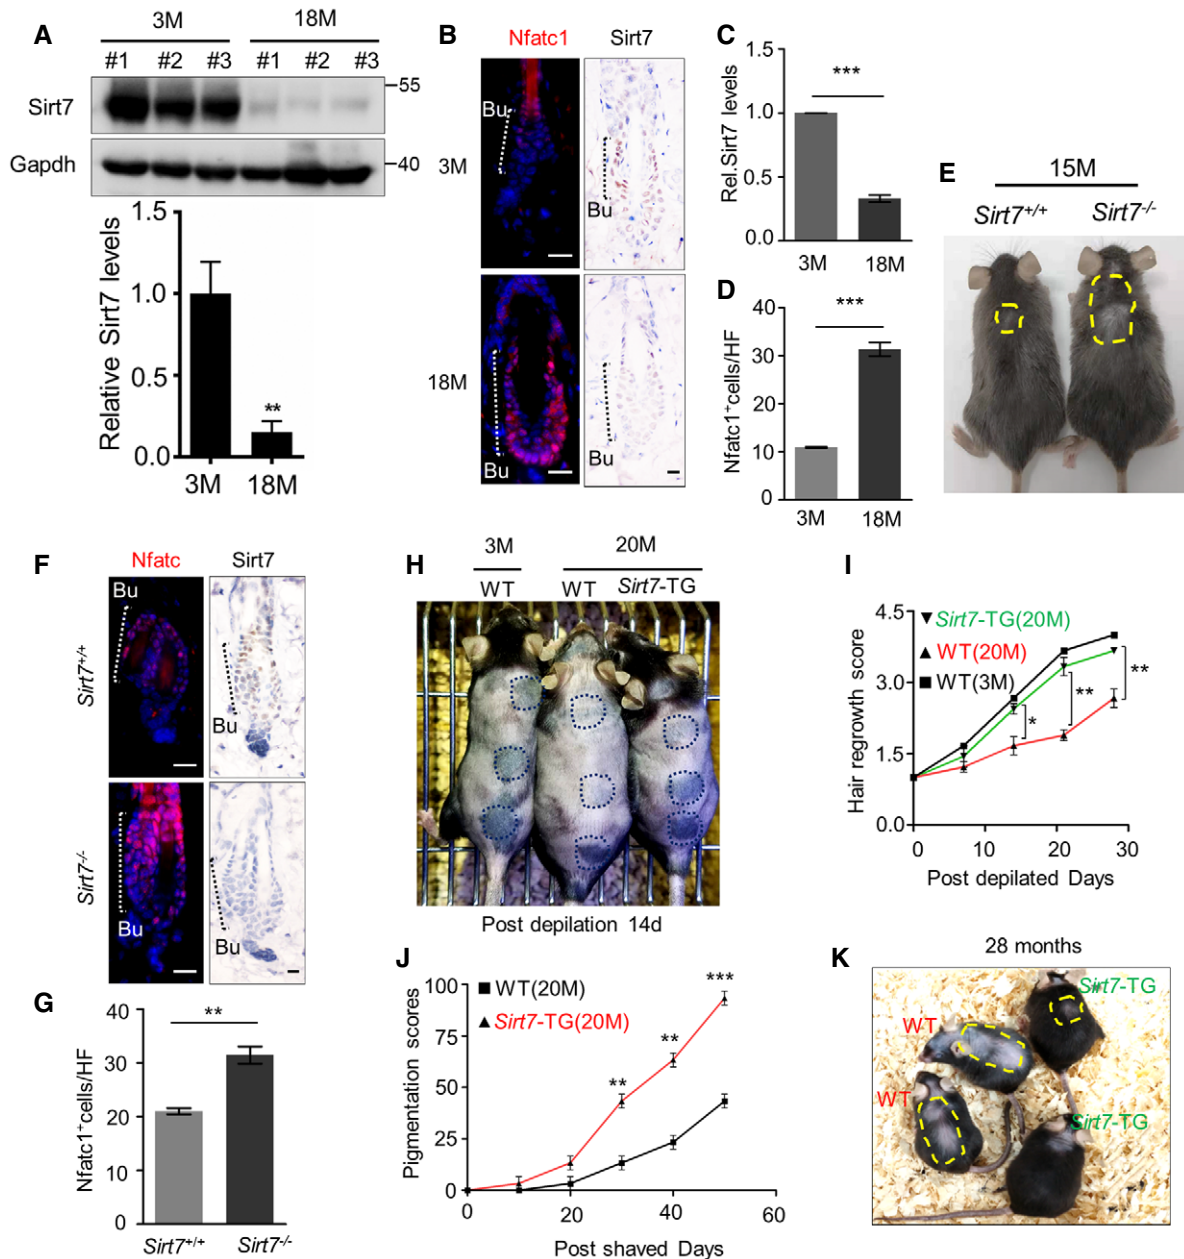 A
3M 18M
#1 #2 #3 #1 #2 #3
Sirt7
55
Gapdh
40
Relative Sirt7 levels
1.5
1.0
0.5
0.0
**
3M 18M
B
Nfatc1 Sirt7
3M
Bu
Bu
18M
Bu
Bu
C
Rel.Sirt7 levels
1.5
1.0
0.5
0.0
***
3M 18M
D
Nfatc1⁺cells/HF
40
30
20
10
0
***
3M 18M
E
15M
Sirt7+/+ Sirt7-/-
F
Nfatc Sirt7
Sirt7+/+
Bu
Bu
Sirt7-/-
Bu
Bu
G
Nfatc1⁺cells/HF
40
30
20
10
0
**
Sirt7+/+ Sirt7-/-
H
3M 20M
WT WT Sirt7-TG
Post depilation 14d
I
Hair regrowth score
4.5
3.0
1.5
0.0
Sirt7-TG(20M)
WT(20M)
WT(3M)
*
**
**
0 10 20 30
Post depilated Days
J
Pigmentation scores
100
75
50
25
0
WT(20M)
Sirt7-TG(20M)
**
**
***
0 20 40 60
Post shaved Days
K
28 months
Sirt7-TG
WT
WT
Sirt7-TG